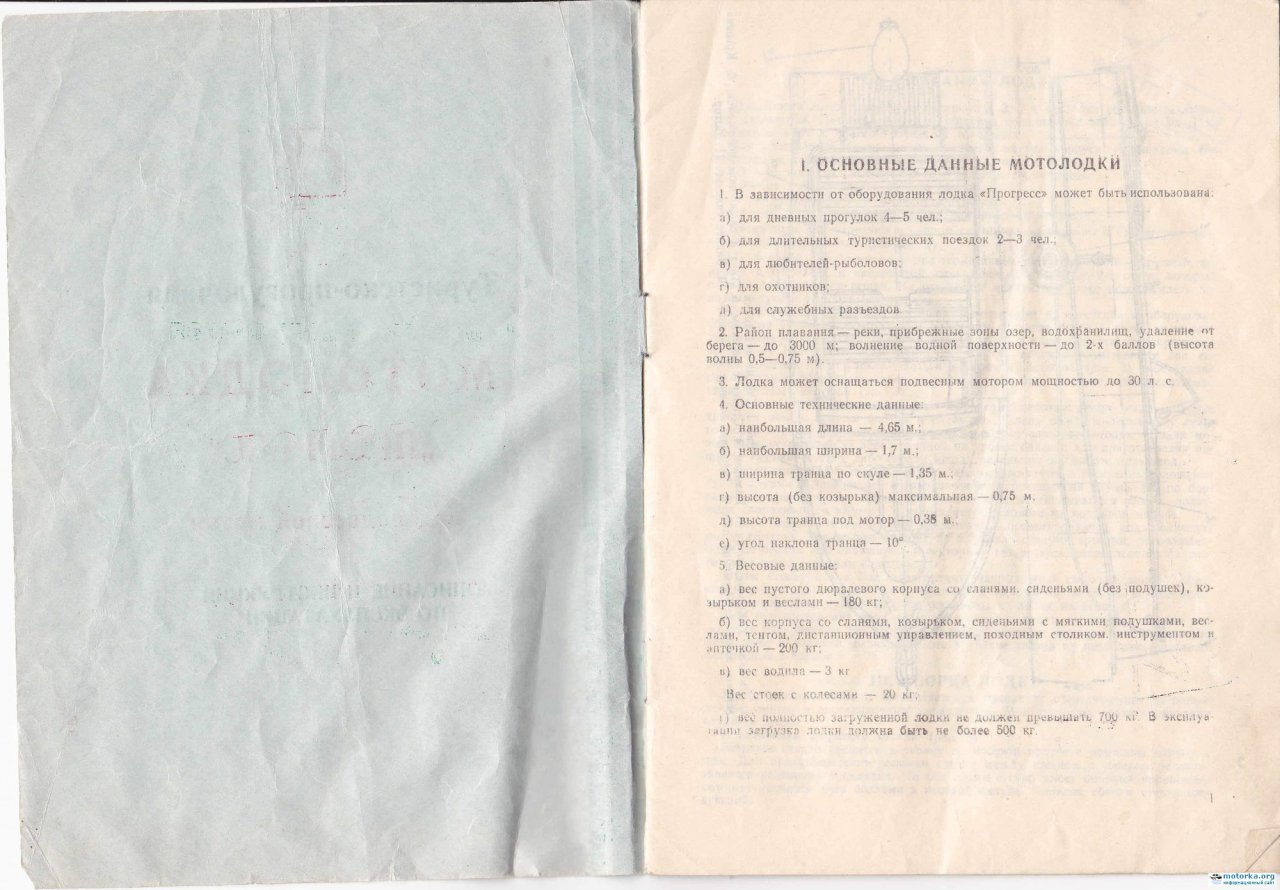 1. ОСНОВНЫЕ ДАННЫЕ МОТОЛОДКИ
1. В зависимости от оборудования лодка «Прогресс» может быть использована:
а) для дневных прогулок 4—5 чел.;
б) для длительных туристических поездок 2—3 чел.;
в) для любителей-рыболовов;
г) для охотников;
д) для служебных разъездов
2. Район плавания — реки, прибрежные зоны озер, водохранилищ, удаление от
берега — до 3000 м; волнение водной поверхности — до 2-х баллов (высота
волны 0,5—0,75 м).
3. Лодка может оснащаться подвесным мотором мощностью до 30 л. с.
4. Основные технические данные:
а) наибольшая длина — 4,65 м.;
б) наибольшая ширина — 1,7 м.;
в) ширина транца по скуле — 1,35 м.;
г) высота (без козырька) максимальная — 0,75 м.
д) высота транца под мотор — 0,38 м.;
е) угол наклона транца — 10°
5. Весовые данные:
а) вес пустого дюралевого корпуса со сланями, сиденьями (без подушек), ко-
зырьком и веслами — 180 кг;
б) вес корпуса со сланями, козырьком, сиденьями с мягкими подушками, вес-
лами, тентом, дистанционным управлением, походным столиком, инструментом и
аптечкой — 200 кг;
в) вес водила — 3 кг
Вес стоек с колесами — 20 кг;
г) вес полностью загруженной лодки не должен превышать 700 кг. В эксплуа-
тации загрузка лодки должна быть не более 500 кг.
1
motorka.org
информационный сайт